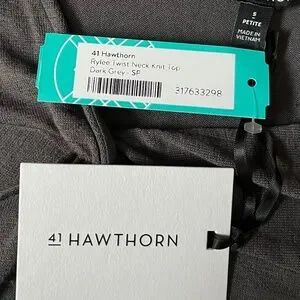 S
PETITE
MADE IN
VIETNAM
41 Hawthorn
Rylee Twist Neck Knit Top
Dark Grey - SP
317633298
41 HAWTHORN